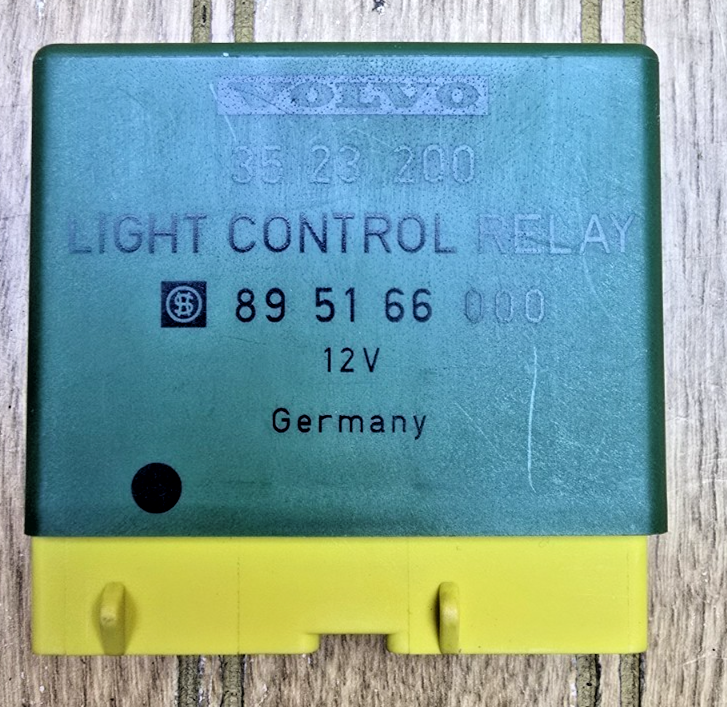 VOLVO
35 23 200
LIGHT CONTROL RELAY
89 51 66 000
12V
Germany